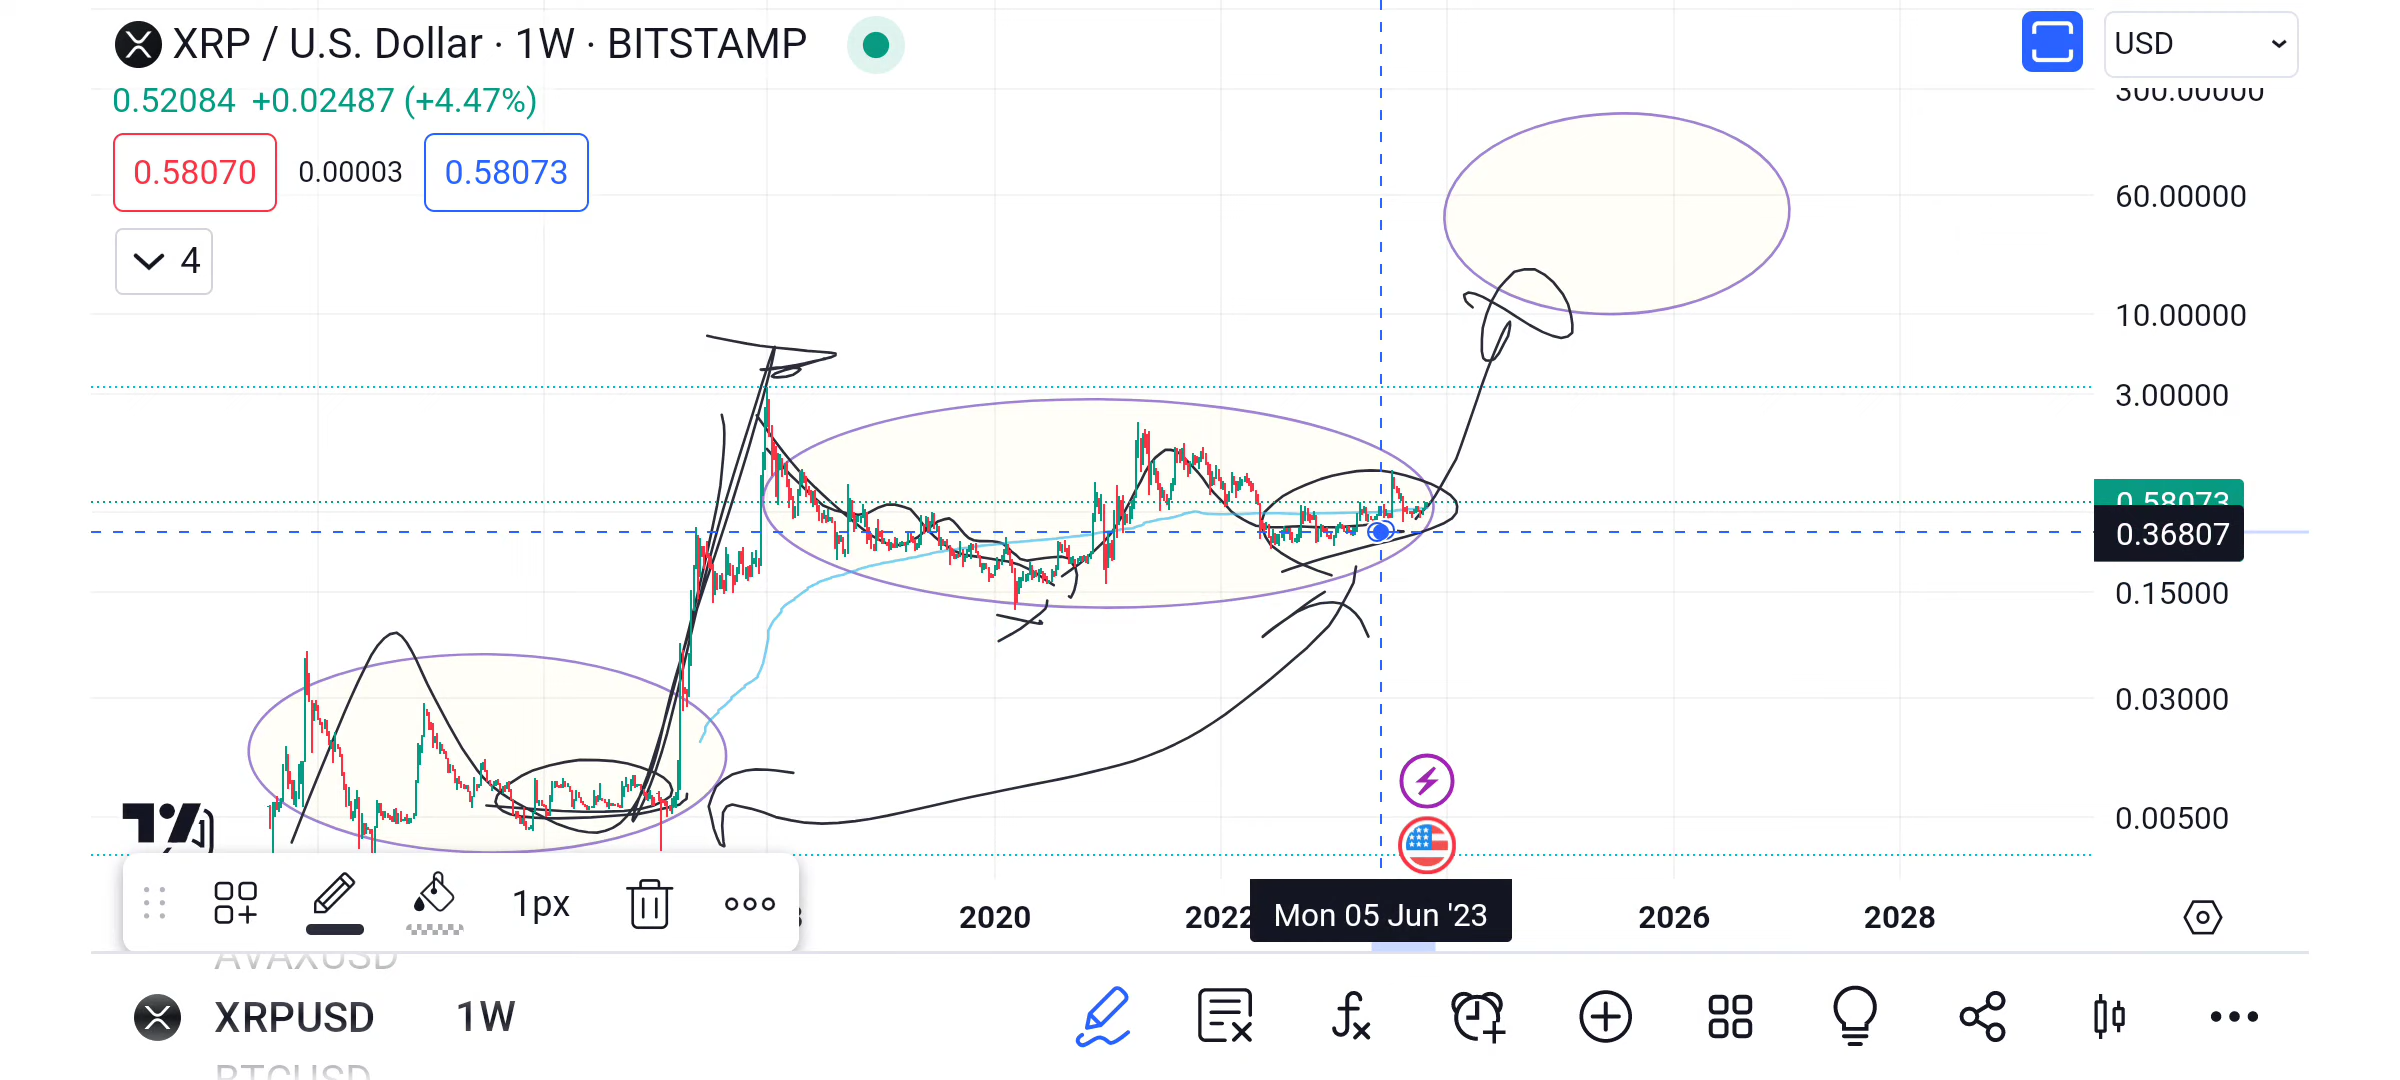 XRP / U.S. Dollar · 1W · BITSTAMP
USD
0.52084 +0.02487 (+4.47%)
300.00000
0.58070 0.00003 0.58073
60.00000
4
10.00000
3.00000
0.58073
0.36807
0.15000
0.03000
0.00500
1px
2020 2022 Mon 05 Jun '23 2026 2028
AVAXUSD
XRPUSD 1W
BTCUSD